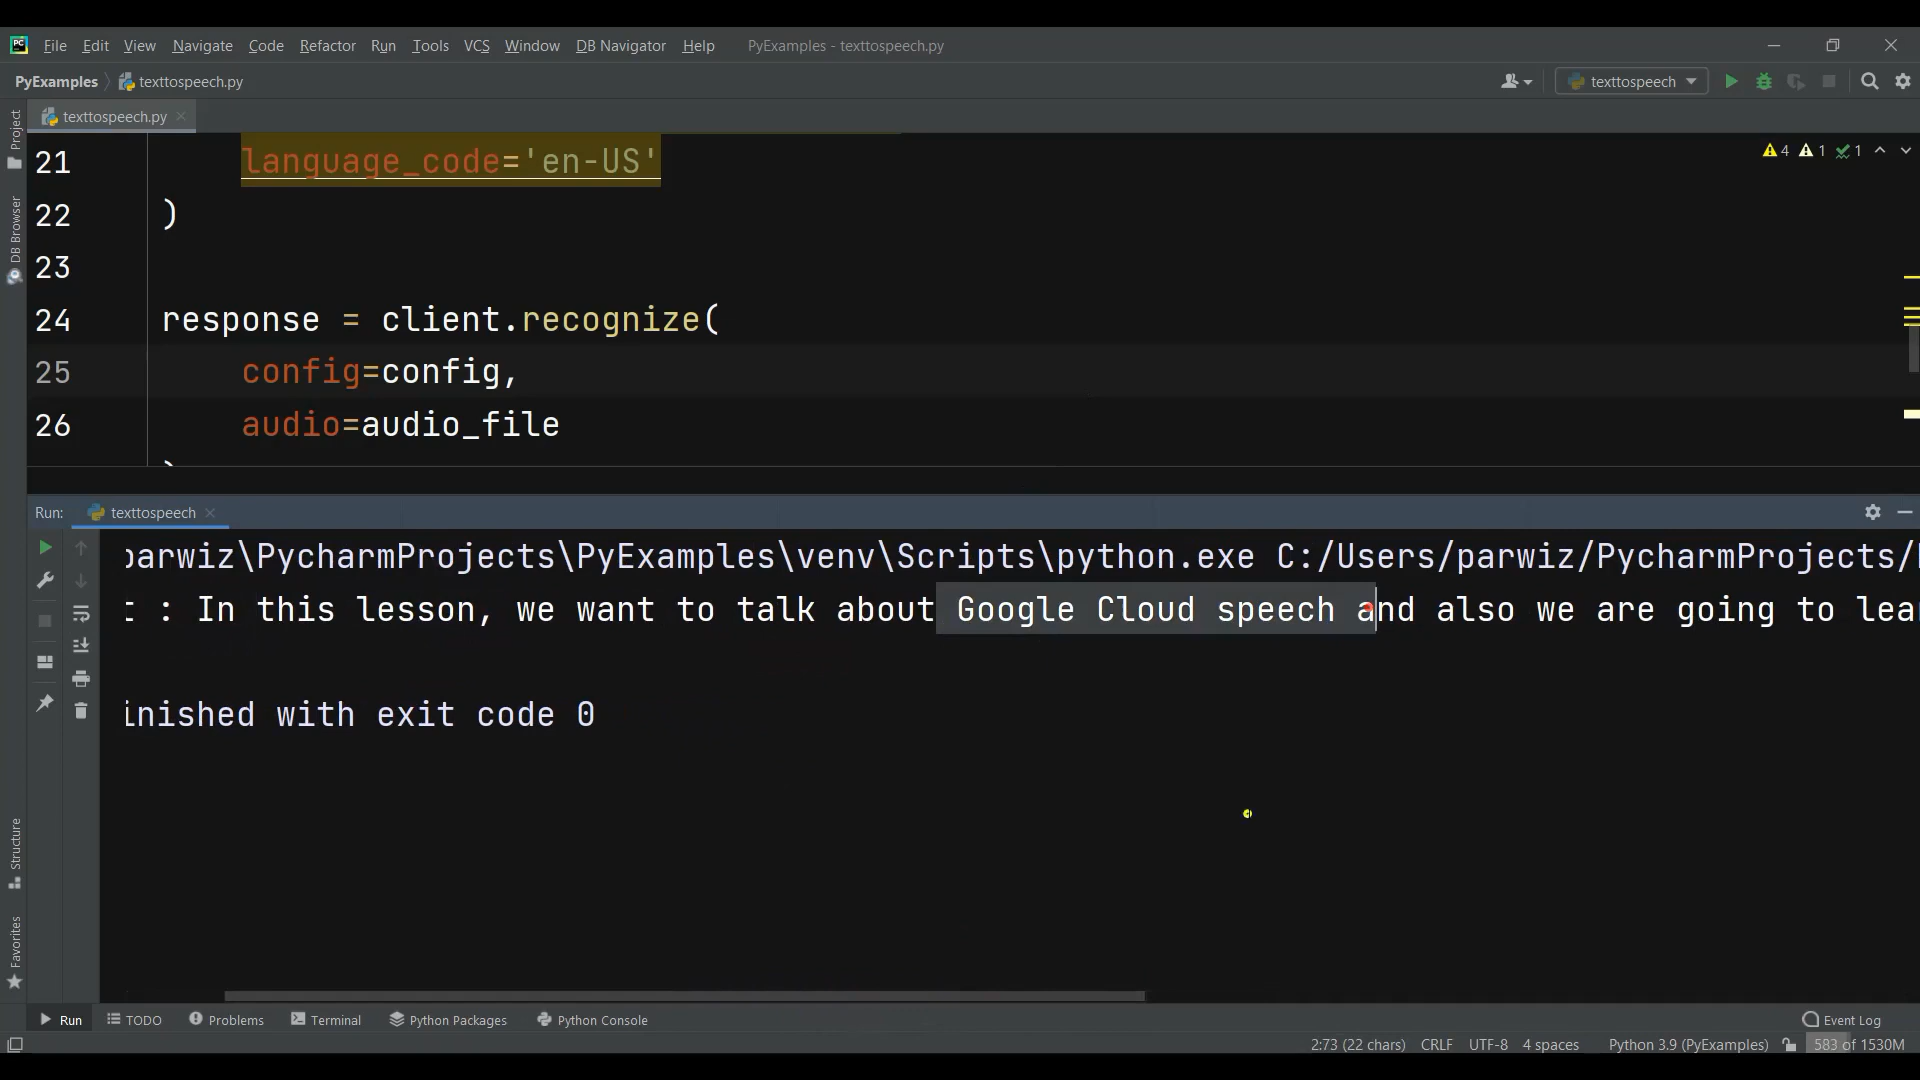 PC File Edit View Navigate Code Refactor Run Tools VCS Window DB Navigator Help PyExamples - texttospeech.py
PyExamples texttospeech.py texttospeech
texttospeech.py
Project
DB Browser
21 language_code='en-US' 4 1 1
22 )
23
24 response = client.recognize(
25 config=config,
26 audio=audio_file
)
Run: texttospeech
parwiz\PycharmProjects\PyExamples\venv\Scripts\python.exe C:/Users/parwiz/PycharmProjects/
t : In this lesson, we want to talk about Google Cloud speech and also we are going to lea
inished with exit code 0
Structure
Favorites
Run TODO Problems Terminal Python Packages Python Console Event Log
2:73 (22 chars) CRLF UTF-8 4 spaces Python 3.9 (PyExamples) 583 of 1530M